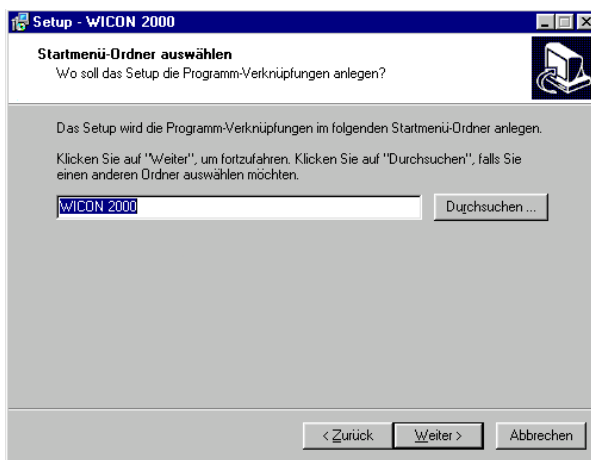 Setup - WICON 2000
Startmenü-Ordner auswählen
Wo soll das Setup die Programm-Verknüpfungen anlegen?
Das Setup wird die Programm-Verknüpfungen im folgenden Startmenü-Ordner anlegen.
Klicken Sie auf "Weiter", um fortzufahren. Klicken Sie auf "Durchsuchen", falls Sie
einen anderen Ordner auswählen möchten.
WICON 2000
Durchsuchen ...
< Zurück
Weiter >
Abbrechen